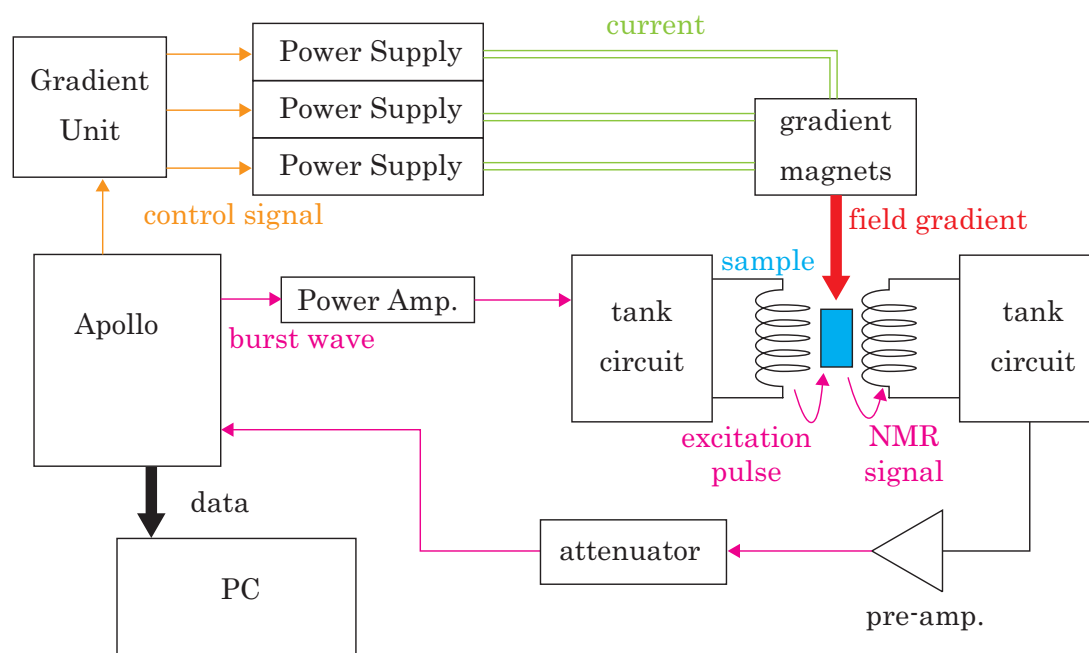 current
Power Supply
Gradient
Unit
Power Supply
gradient
magnets
Power Supply
control signal
field gradient
sample
Apollo
Power Amp.
burst wave
tank
circuit
tank
circuit
excitation
pulse
NMR
signal
data
attenuator
PC
pre-amp.